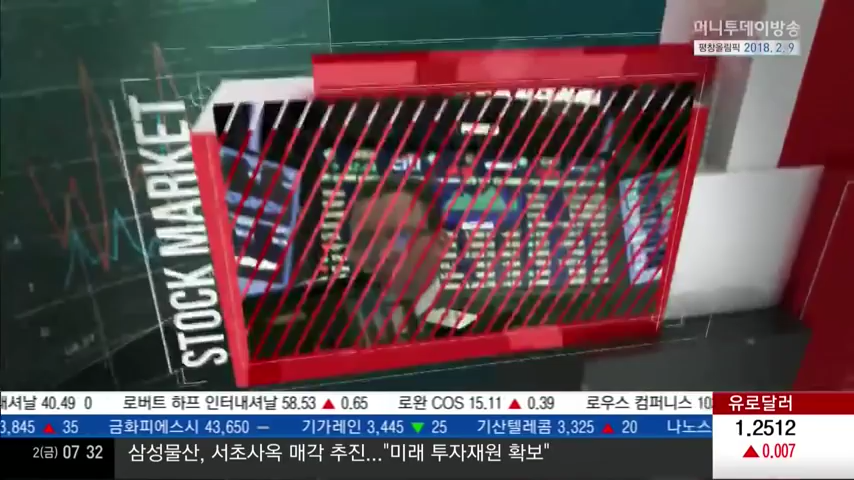 머니투데이방송
평창올림픽 2018. 2. 9
STOCK MARKET
내셔날 40.49 0 로버트 하프 인터내셔날 58.53 ▲ 0.65 로완 COS 15.11 ▲ 0.39 로우스 컴퍼니스 10
유로달러
3,845 ▲ 35 금화피에스시 43,650 ― 기가레인 3,445 ▼ 25 기산텔레콤 3,325 ▲ 20 나노스
1.2512
▲ 0.007
2(금) 07 32 삼성물산, 서초사옥 매각 추진..."미래 투자재원 확보"